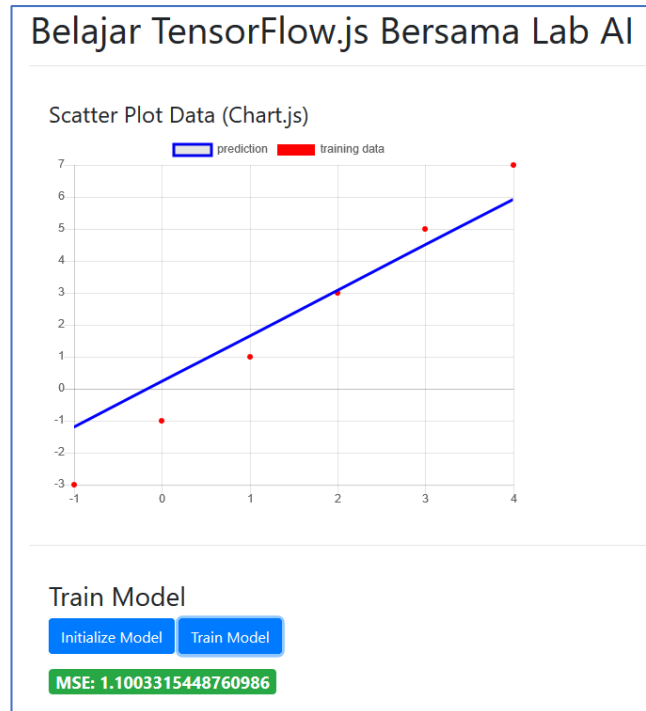 Belajar TensorFlow.js Bersama Lab AI
Scatter Plot Data (Chart.js)
prediction training data
7
6
5
4
3
2
1
0
-1
-2
-3
-1 0 1 2 3 4
Train Model
Initialize Model Train Model
MSE: 1.1003315448760986